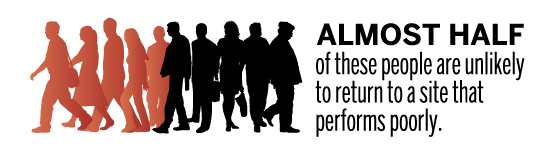 ALMOST HALF
of these people are unlikely
to return to a site that
performs poorly.